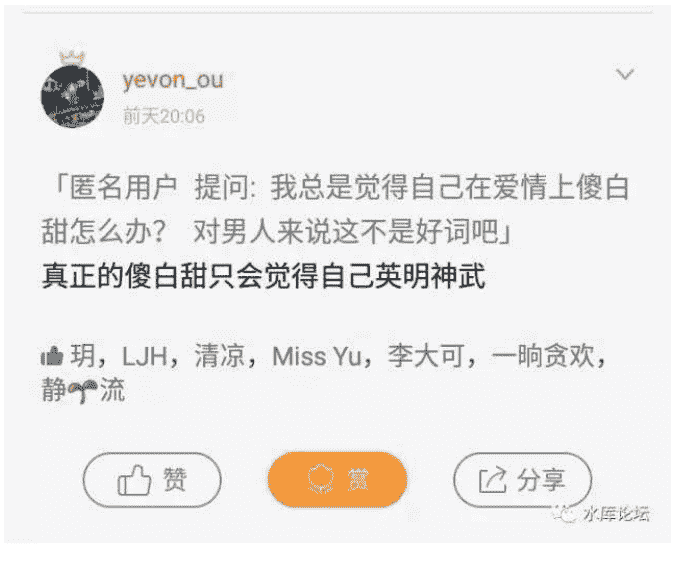 yevon_ou
前天20:06
「匿名用户 提问: 我总是觉得自己在爱情上傻白
甜怎么办? 对男人来说这不是好词吧」
真正的傻白甜只会觉得自己英明神武
玥，LJH，清凉，Miss Yu，李大可，一晌贪欢，
静🌱流
赞
赏
分享
水库论坛